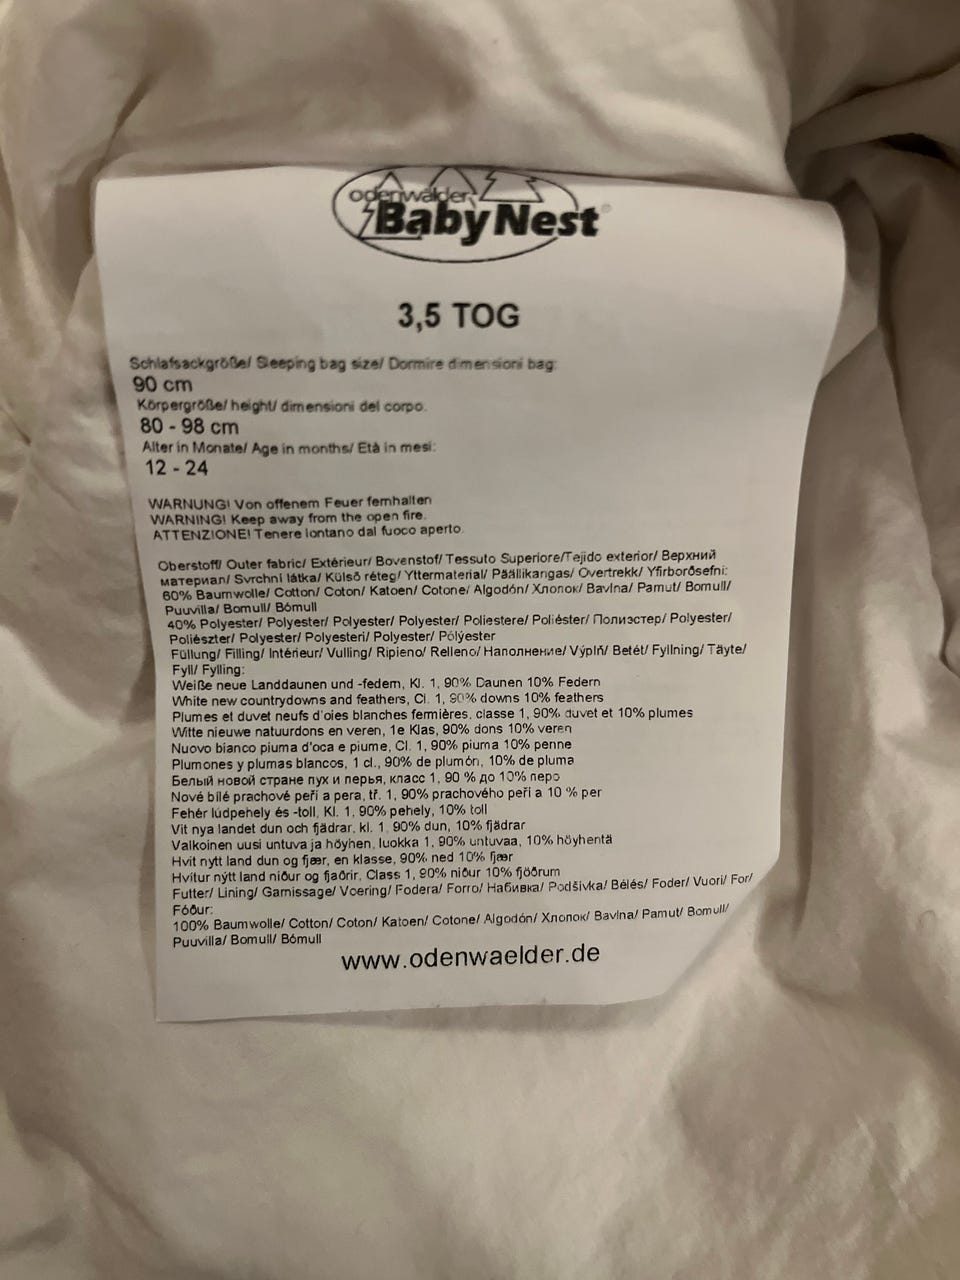 odenwälder
BabyNest
3,5 TOG
Schlafsackgröße/ Sleeping bag size/ Dormire dimensioni bag:
90 cm
Körpergröße/ height/ dimensioni del corpo.
80 - 98 cm
Alter in Monate/ Age in months/ Età in mesi:
12 - 24
WARNUNG! Von offenem Feuer fernhalten
WARNING! Keep away from the open fire.
ATTENZIONE! Tenere lontano dal fuoco aperto.
Oberstoff/ Outer fabric/ Extérieur/ Bovenstof/ Tessuto Superiore/Tejido exterior/ Верхний
материал/ Svrchní látka/ Külső réteg/ Yttermaterial/ Päällikangas/ Overtrekk/ Yfirborðsefni:
60% Baumwolle/ Cotton/ Coton/ Katoen/ Cotone/ Algodón/ Хлопок/ Bavlna/ Pamut/ Bomull/
Puuvilla/ Bomull/ Bómull
40% Polyester/ Polyester/ Polyester/ Polyester/ Poliestere/ Poliéster/ Полиэстер/ Polyester/
Poliészter/ Polyester/ Polyesteri/ Polyester/ Pólýester
Füllung/ Filling/ Intérieur/ Vulling/ Ripieno/ Relleno/ Наполнение/ Výplň/ Betét/ Fyllning/ Täyte/
Fyll/ Fylling:
Weiße neue Landdaunen und -federn, Kl. 1, 90% Daunen 10% Federn
White new countrydowns and feathers, Cl. 1, 90% downs 10% feathers
Plumes et duvet neufs d'oies blanches fermières, classe 1, 90% duvet et 10% plumes
Witte nieuwe natuurdons en veren, 1e Klas, 90% dons 10% veren
Nuovo bianco piuma d'oca e piume, Cl. 1, 90% piuma 10% penne
Plumones y plumas blancos, 1 cl., 90% de plumón, 10% de pluma
Белый новой стране пух и перья, класс 1, 90 % до 10% перо
Nové bílé prachové peří a pera, tř. 1, 90% prachového peří a 10 % per
Fehér lúdpehely és -toll, Kl. 1, 90% pehely, 10% toll
Vit nya landet dun och fjädrar, kl. 1, 90% dun, 10% fjädrar
Valkoinen uusi untuva ja höyhen, luokka 1, 90% untuvaa, 10% höyhentä
Hvit nytt land dun og fjær, en klasse, 90% ned 10% fjær
Hvítur nýtt land niður og fjaðrir, Class 1, 90% niður 10% fjöðrum
Futter/ Lining/ Garnissage/ Voering/ Fodera/ Forro/ Набивка/ Podšívka/ Bélés/ Foder/ Vuori/ For/
Fóður:
100% Baumwolle/ Cotton/ Coton/ Katoen/ Cotone/ Algodón/ Хлопок/ Bavlna/ Pamut/ Bomull/
Puuvilla/ Bomull/ Bómull
www.odenwaelder.de